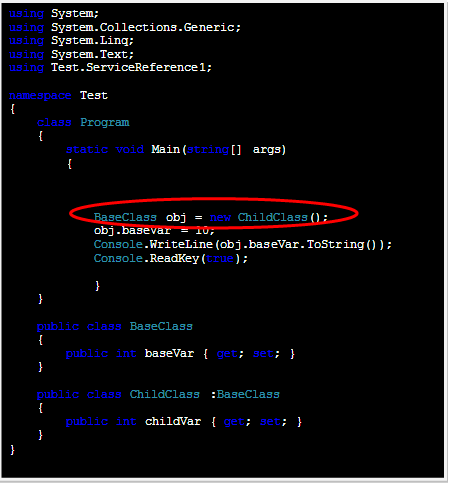 using System;
using System.Collections.Generic;
using System.Linq;
using System.Text;
using Test.ServiceReference1;
namespace Test
{
class Program
{
static void Main(string[] args)
{
BaseClass obj = new ChildClass();
obj.baseVar = 10;
Console.WriteLine(obj.baseVar.ToString());
Console.ReadKey(true);
}
}
public class BaseClass
{
public int baseVar { get; set; }
}
public class ChildClass :BaseClass
{
public int childVar { get; set; }
}
}